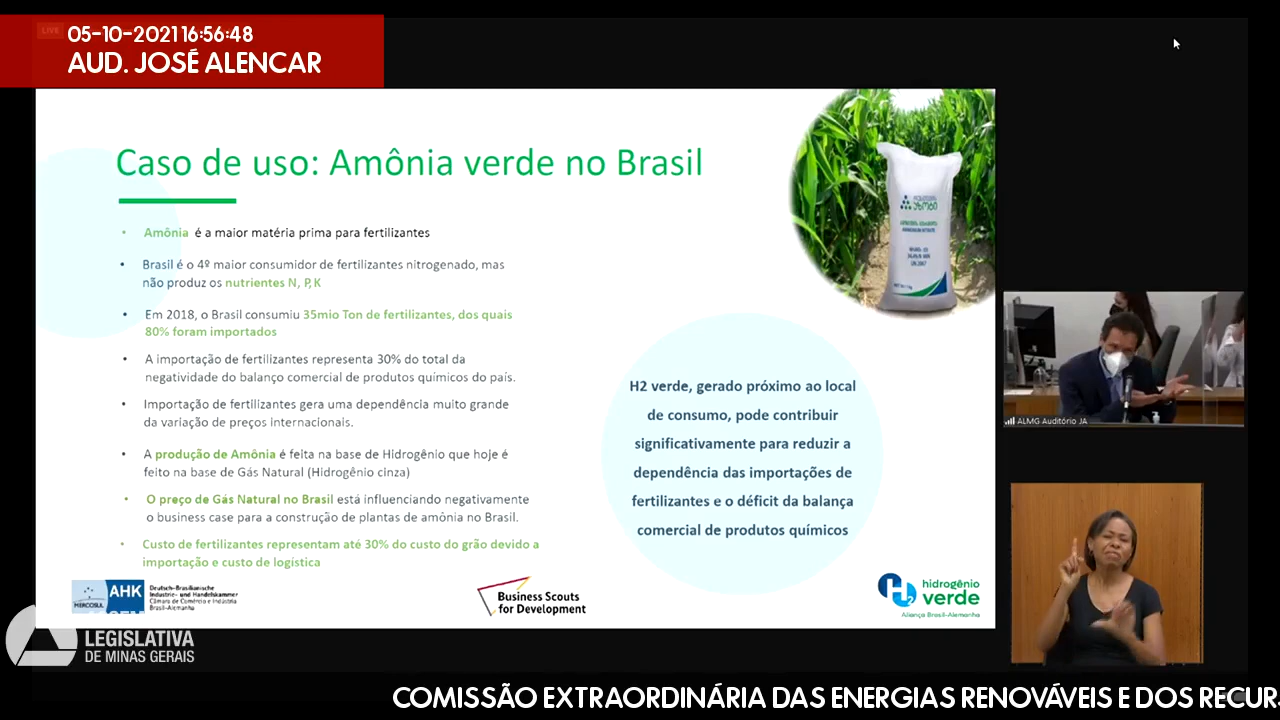 LIVE
05-10-2021 16:56:48
AUD. JOSÉ ALENCAR
Caso de uso: Amônia verde no Brasil
• Amônia é a maior matéria prima para fertilizantes
• Brasil é o 4º maior consumidor de fertilizantes nitrogenado, mas
não produz os nutrientes N, P, K
• Em 2018, o Brasil consumiu 35mio Ton de fertilizantes, dos quais
80% foram importados
• A importação de fertilizantes representa 30% do total da
negatividade do balanço comercial de produtos químicos do país.
• Importação de fertilizantes gera uma dependência muito grande
da variação de preços internacionais.
• A produção de Amônia é feita na base de Hidrogênio que hoje é
feito na base de Gás Natural (Hidrogênio cinza)
• O preço de Gás Natural no Brasil está influenciando negativamente
o business case para a construção de plantas de amônia no Brasil.
• Custo de fertilizantes representam até 30% do custo do grão devido a
importação e custo de logística
H2 verde, gerado próximo ao local
de consumo, pode contribuir
significativamente para reduzir a
dependência das importações de
fertilizantes e o déficit da balança
comercial de produtos químicos
ALMG Auditório JA
MERCOSUL
AHK
Deutsch-Brasilianische
Industrie- und Handelskammer
Câmara de Comércio e Indústria
Brasil-Alemanha
Business Scouts
for Development
hidrogênio
verde
Aliança Brasil-Alemanha
LEGISLATIVA
DE MINAS GERAIS
COMISSÃO EXTRAORDINÁRIA DAS ENERGIAS RENOVÁVEIS E DOS RECUR